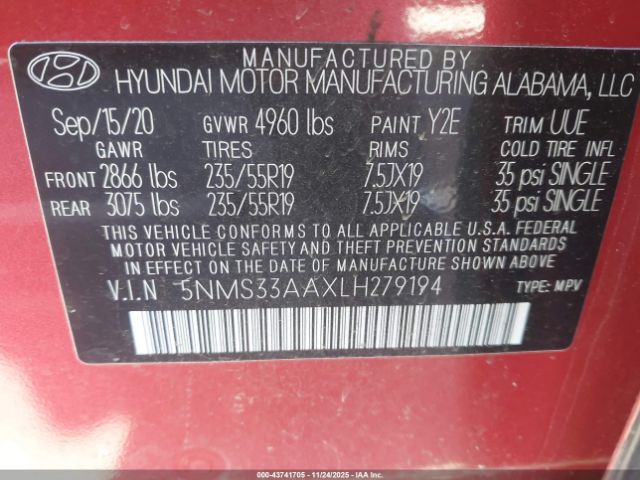 MANUFACTURED BY
HYUNDAI MOTOR MANUFACTURING ALABAMA, LLC
Sep/15/20 GVWR 4960 lbs PAINT Y2E TRIM UUE
GAWR TIRES RIMS COLD TIRE INFL
FRONT 2866 lbs 235/55R19 7.5JX19 35 psi SINGLE
REAR 3075 lbs 235/55R19 7.5JX19 35 psi SINGLE
THIS VEHICLE CONFORMS TO ALL APPLICABLE U.S.A. FEDERAL
MOTOR VEHICLE SAFETY AND THEFT PREVENTION STANDARDS
IN EFFECT ON THE DATE OF MANUFACTURE SHOWN ABOVE.
V.I.N 5NMS33AAXLH279194 TYPE: MPV
000-43741705 - 11/24/2025 - IAAI.COM